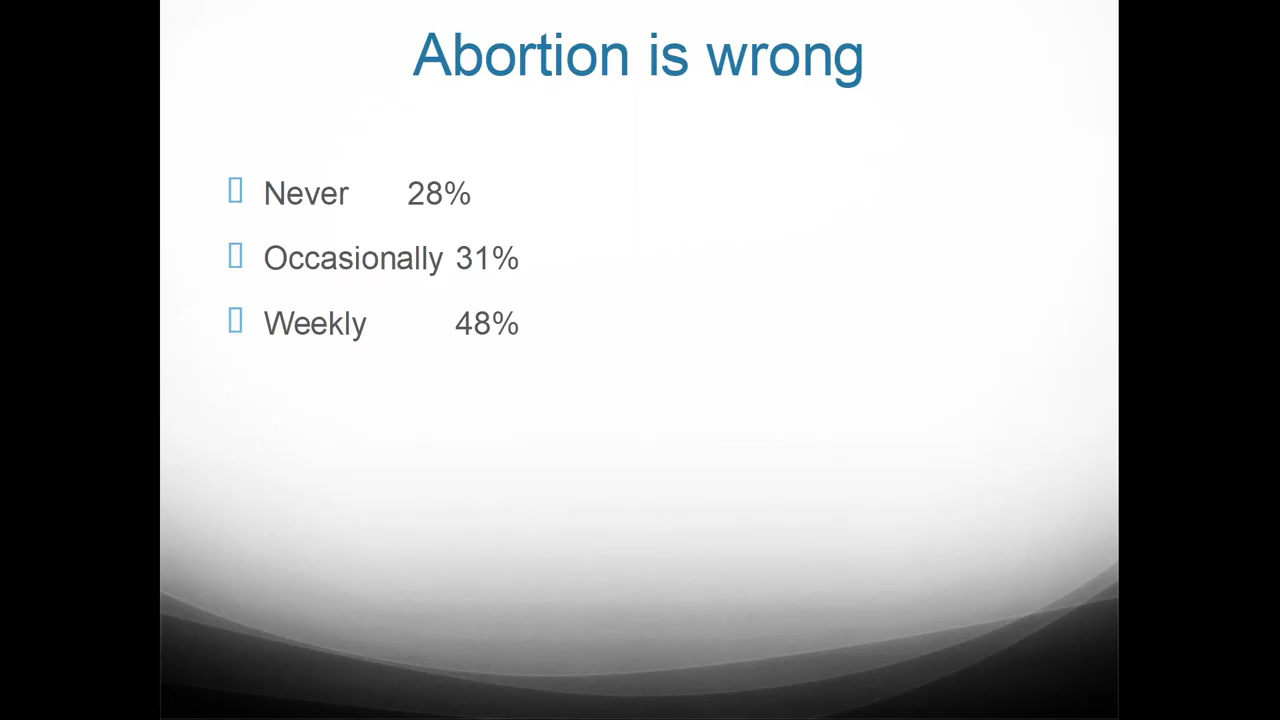 Abortion is wrong
Never 28%
Occasionally 31%
Weekly 48%